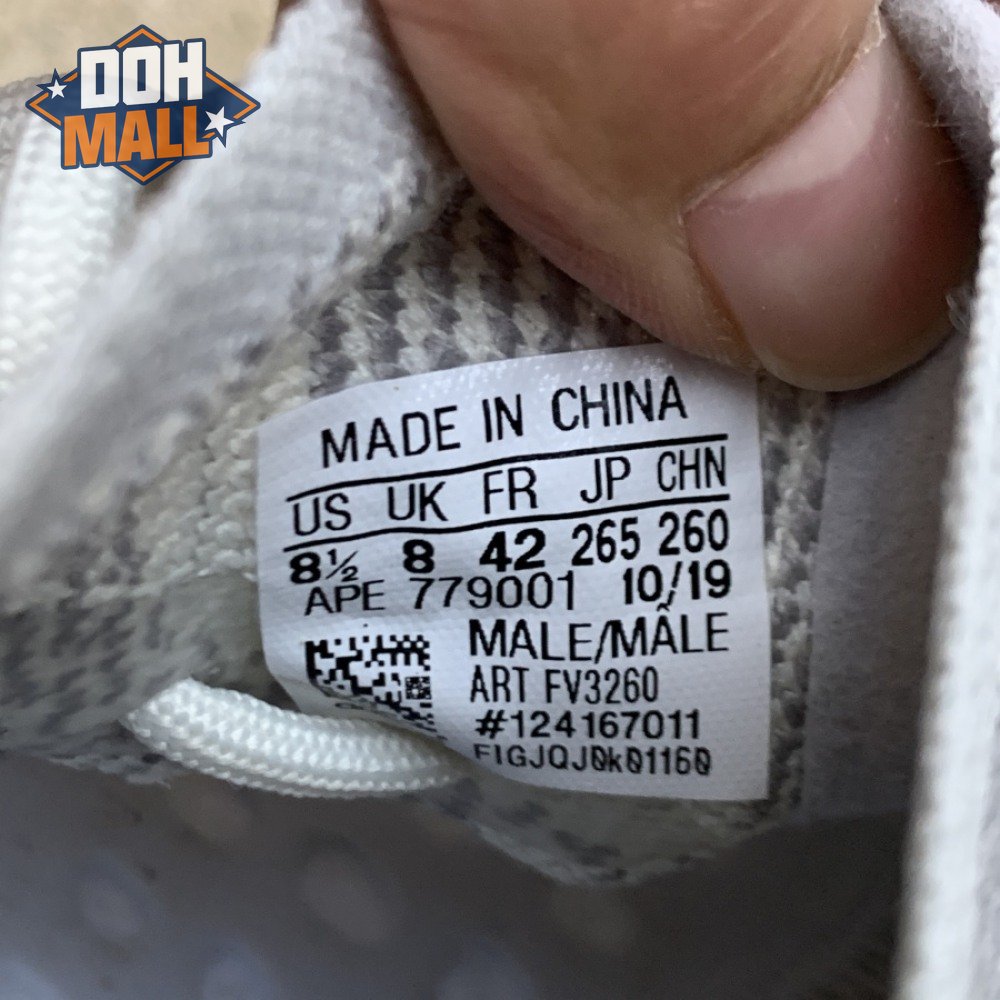 DOH
MALL
MADE IN CHINA
US UK FR JP CHN
8½ 8 42 265 260
APE 779001 10/19
MALE/MÂLE
ART FV3260
#124167011
FIGJQJ0k01160